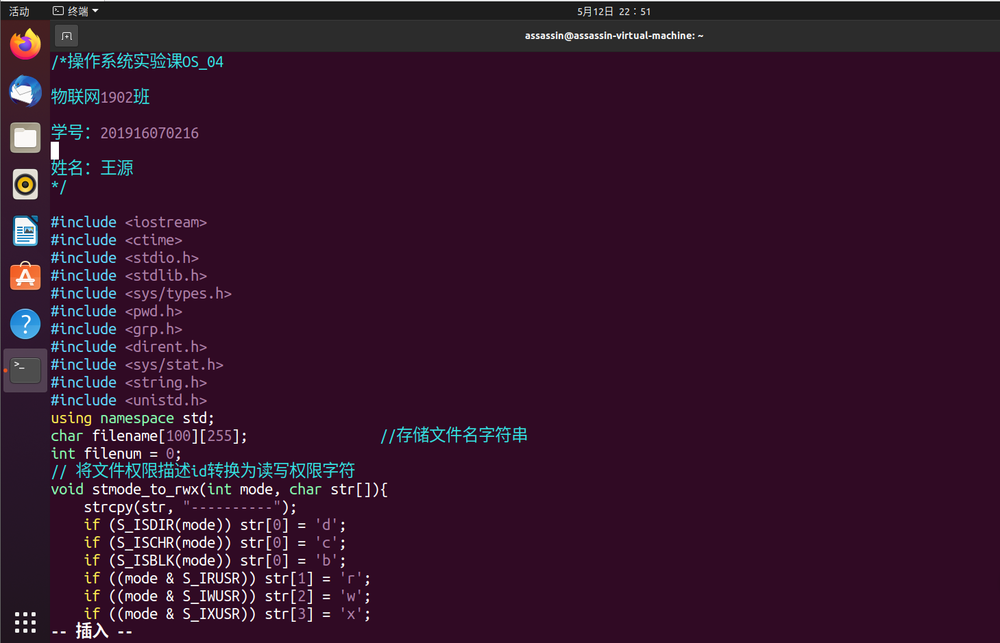 活动 终端 5月12日 22:51
assassin@assassin-virtual-machine: ~
/*操作系统实验课OS_04
物联网1902班
学号: 201916070216
姓名: 王源
*/
#include <iostream>
#include <ctime>
#include <stdio.h>
#include <stdlib.h>
#include <sys/types.h>
#include <pwd.h>
#include <grp.h>
#include <dirent.h>
#include <sys/stat.h>
#include <string.h>
#include <unistd.h>
using namespace std;
char filename[100][255]; //存储文件名字符串
int filenum = 0;
// 将文件权限描述id转换为读写权限字符
void stmode_to_rwx(int mode, char str[]){
    strcpy(str, "----------");
    if (S_ISDIR(mode)) str[0] = 'd';
    if (S_ISCHR(mode)) str[0] = 'c';
    if (S_ISBLK(mode)) str[0] = 'b';
    if ((mode & S_IRUSR)) str[1] = 'r';
    if ((mode & S_IWUSR)) str[2] = 'w';
    if ((mode & S_IXUSR)) str[3] = 'x';
-- 插入 --